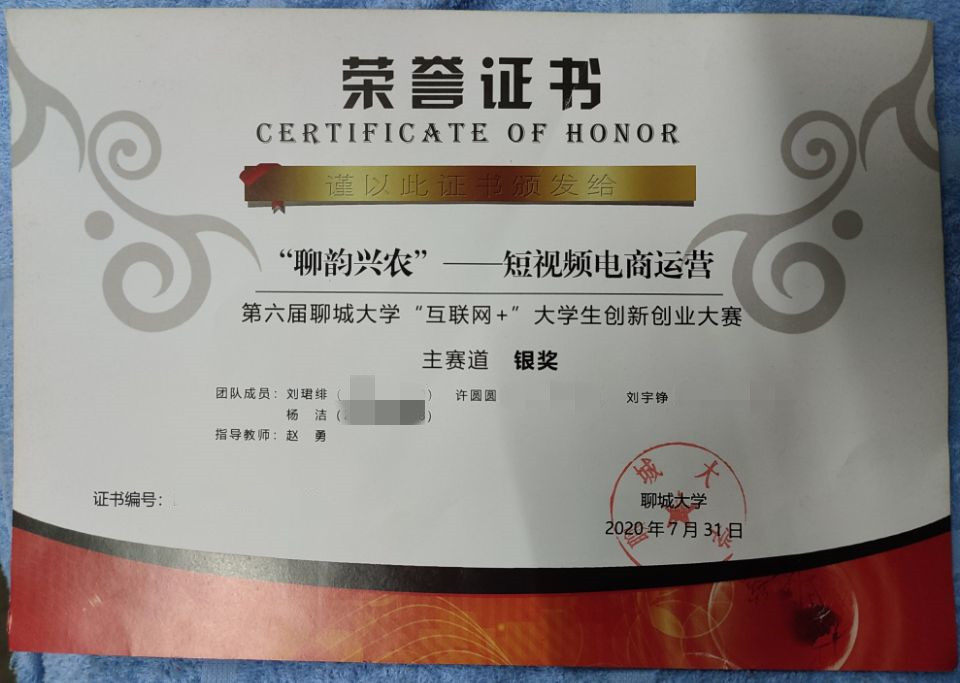 荣誉证书
CERTIFICATE OF HONOR
谨以此证书颁发给
“聊韵兴农”——短视频电商运营
第六届聊城大学“互联网+”大学生创新创业大赛
主赛道 银奖
团队成员：刘珺绯（ ） 许圆圆 刘宇铮
杨 洁（ ）
指导教师：赵 勇
证书编号：
聊城大学
2020年7月31日